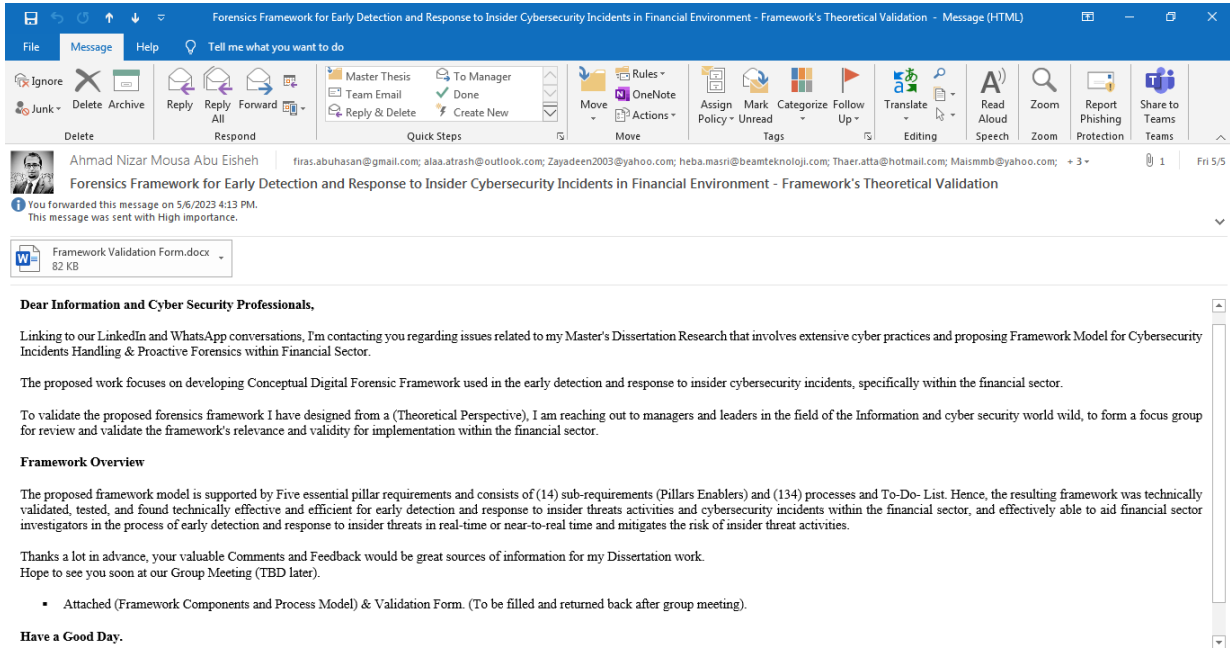 Forensics Framework for Early Detection and Response to Insider Cybersecurity Incidents in Financial Environment - Framework's Theoretical Validation - Message (HTML)
File Message Help Tell me what you want to do
Ignore
Junk
Delete
Archive
Delete
Reply
Reply All
Forward
Respond
Master Thesis
Team Email
Reply & Delete
To Manager
Done
Create New
Quick Steps
Move
Rules
OneNote
Actions
Move
Assign Policy
Mark Unread
Categorize
Follow Up
Tags
Translate
Editing
Read Aloud
Speech
Zoom
Zoom
Report Phishing
Protection
Share to Teams
Teams
Ahmad Nizar Mousa Abu Eisheh firas.abuhasan@gmail.com; alaa.atrash@outlook.com; Zayadeen2003@yahoo.com; heba.masri@beamteknoloji.com; Thaer.atta@hotmail.com; Maismmb@yahoo.com; + 3 1 Fri 5/5
Forensics Framework for Early Detection and Response to Insider Cybersecurity Incidents in Financial Environment - Framework's Theoretical Validation
You forwarded this message on 5/6/2023 4:13 PM.
This message was sent with High importance.
Framework Validation Form.docx
82 KB
Dear Information and Cyber Security Professionals,
Linking to our LinkedIn and WhatsApp conversations, I'm contacting you regarding issues related to my Master's Dissertation Research that involves extensive cyber practices and proposing Framework Model for Cybersecurity
Incidents Handling & Proactive Forensics within Financial Sector.
The proposed work focuses on developing Conceptual Digital Forensic Framework used in the early detection and response to insider cybersecurity incidents, specifically within the financial sector.
To validate the proposed forensics framework I have designed from a (Theoretical Perspective), I am reaching out to managers and leaders in the field of the Information and cyber security world wild, to form a focus group
for review and validate the framework's relevance and validity for implementation within the financial sector.
Framework Overview
The proposed framework model is supported by Five essential pillar requirements and consists of (14) sub-requirements (Pillars Enablers) and (134) processes and To-Do- List. Hence, the resulting framework was technically
validated, tested, and found technically effective and efficient for early detection and response to insider threats activities and cybersecurity incidents within the financial sector, and effectively able to aid financial sector
investigators in the process of early detection and response to insider threats in real-time or near-to-real time and mitigates the risk of insider threat activities.
Thanks a lot in advance, your valuable Comments and Feedback would be great sources of information for my Dissertation work.
Hope to see you soon at our Group Meeting (TBD later).
▪ Attached (Framework Components and Process Model) & Validation Form. (To be filled and returned back after group meeting).
Have a Good Day.